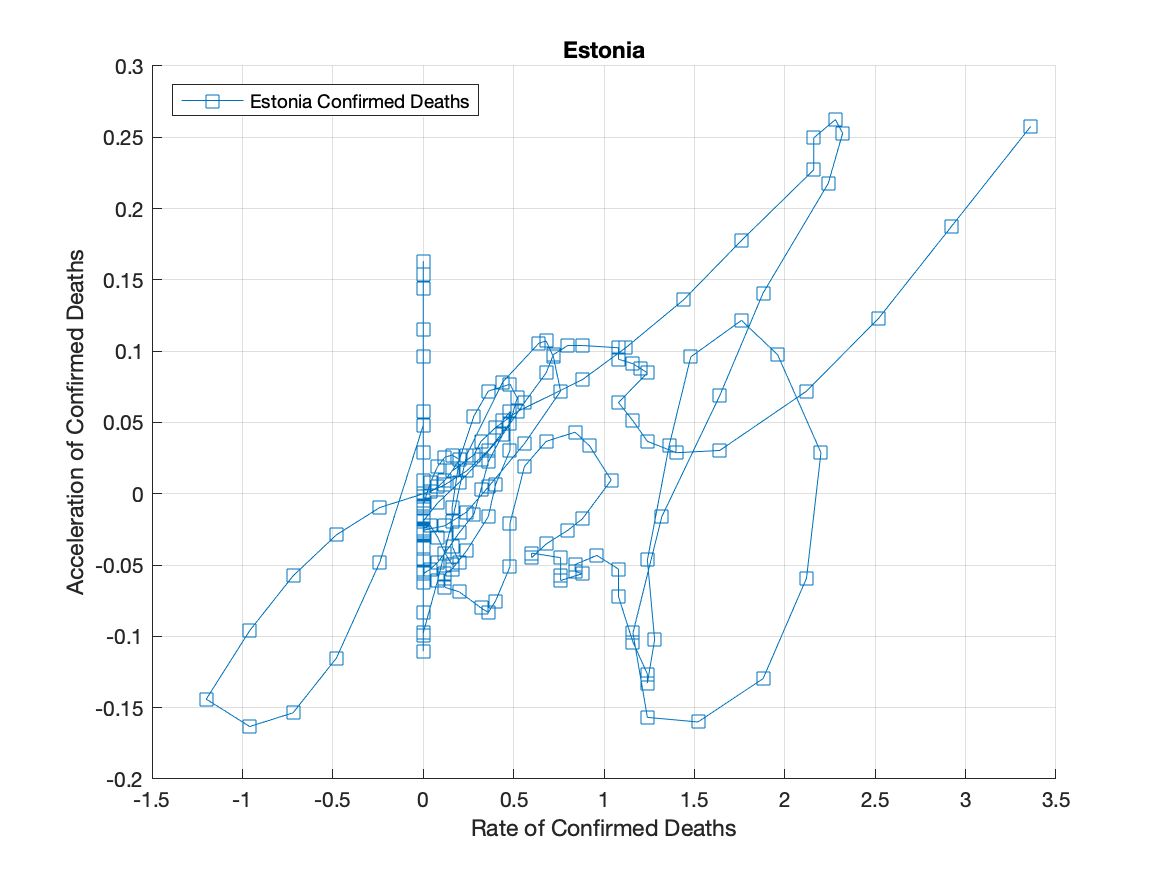 Estonia
Estonia Confirmed Deaths
0.3
0.25
0.2
0.15
0.1
0.05
0
-0.05
-0.1
-0.15
-0.2
Acceleration of Confirmed Deaths
-1.5 -1 -0.5 0 0.5 1 1.5 2 2.5 3 3.5
Rate of Confirmed Deaths